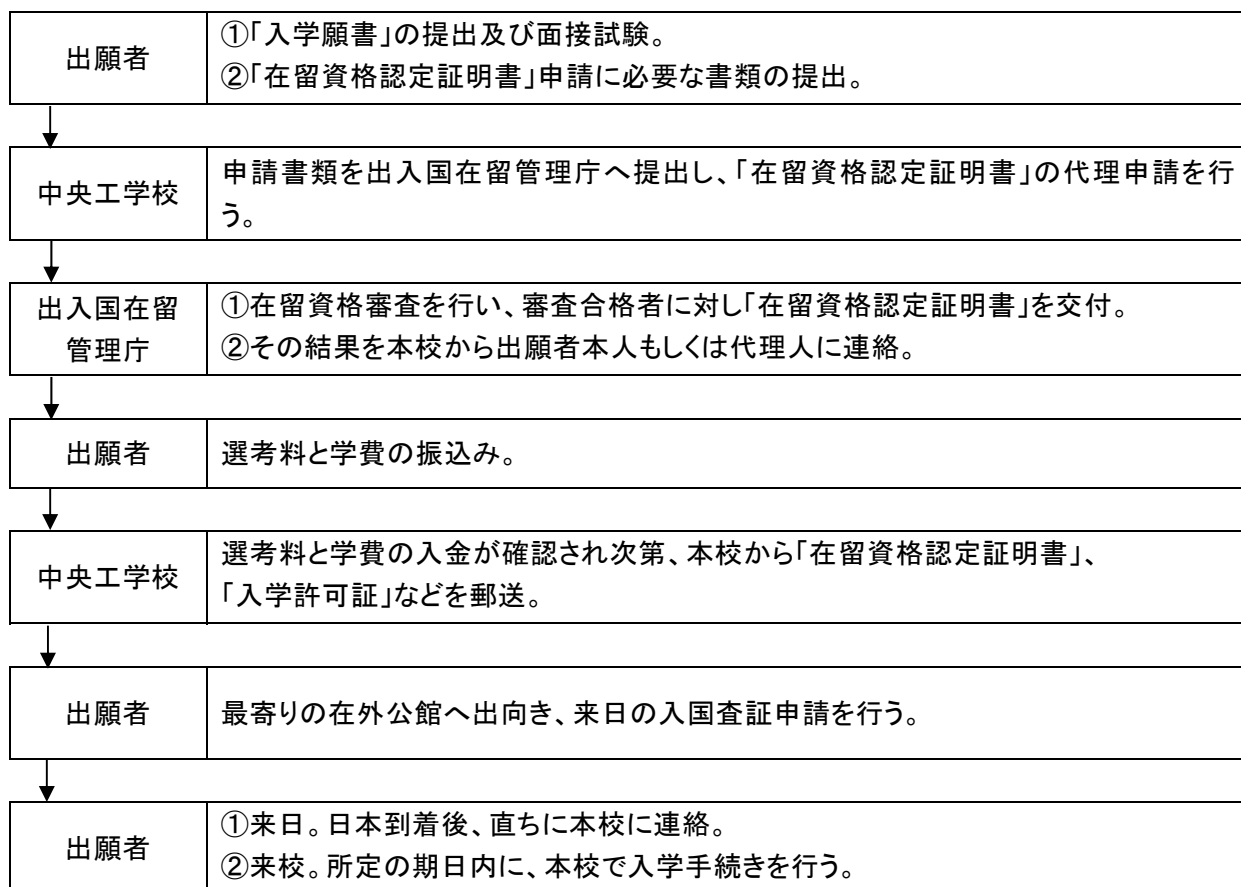 出願者
①「入学願書」の提出及び面接試験。
②「在留資格認定証明書」申請に必要な書類の提出。
中央工学校
申請書類を出入国在留管理庁へ提出し、「在留資格認定証明書」の代理申請を行
う。
出入国在留
管理庁
①在留資格審査を行い、審査合格者に対し「在留資格認定証明書」を交付。
②その結果を本校から出願者本人もしくは代理人に連絡。
出願者
選考料と学費の振込み。
中央工学校
選考料と学費の入金が確認され次第、本校から「在留資格認定証明書」、
「入学許可証」などを郵送。
出願者
最寄りの在外公館へ出向き、来日の入国査証申請を行う。
出願者
①来日。日本到着後、直ちに本校に連絡。
②来校。所定の期日内に、本校で入学手続きを行う。